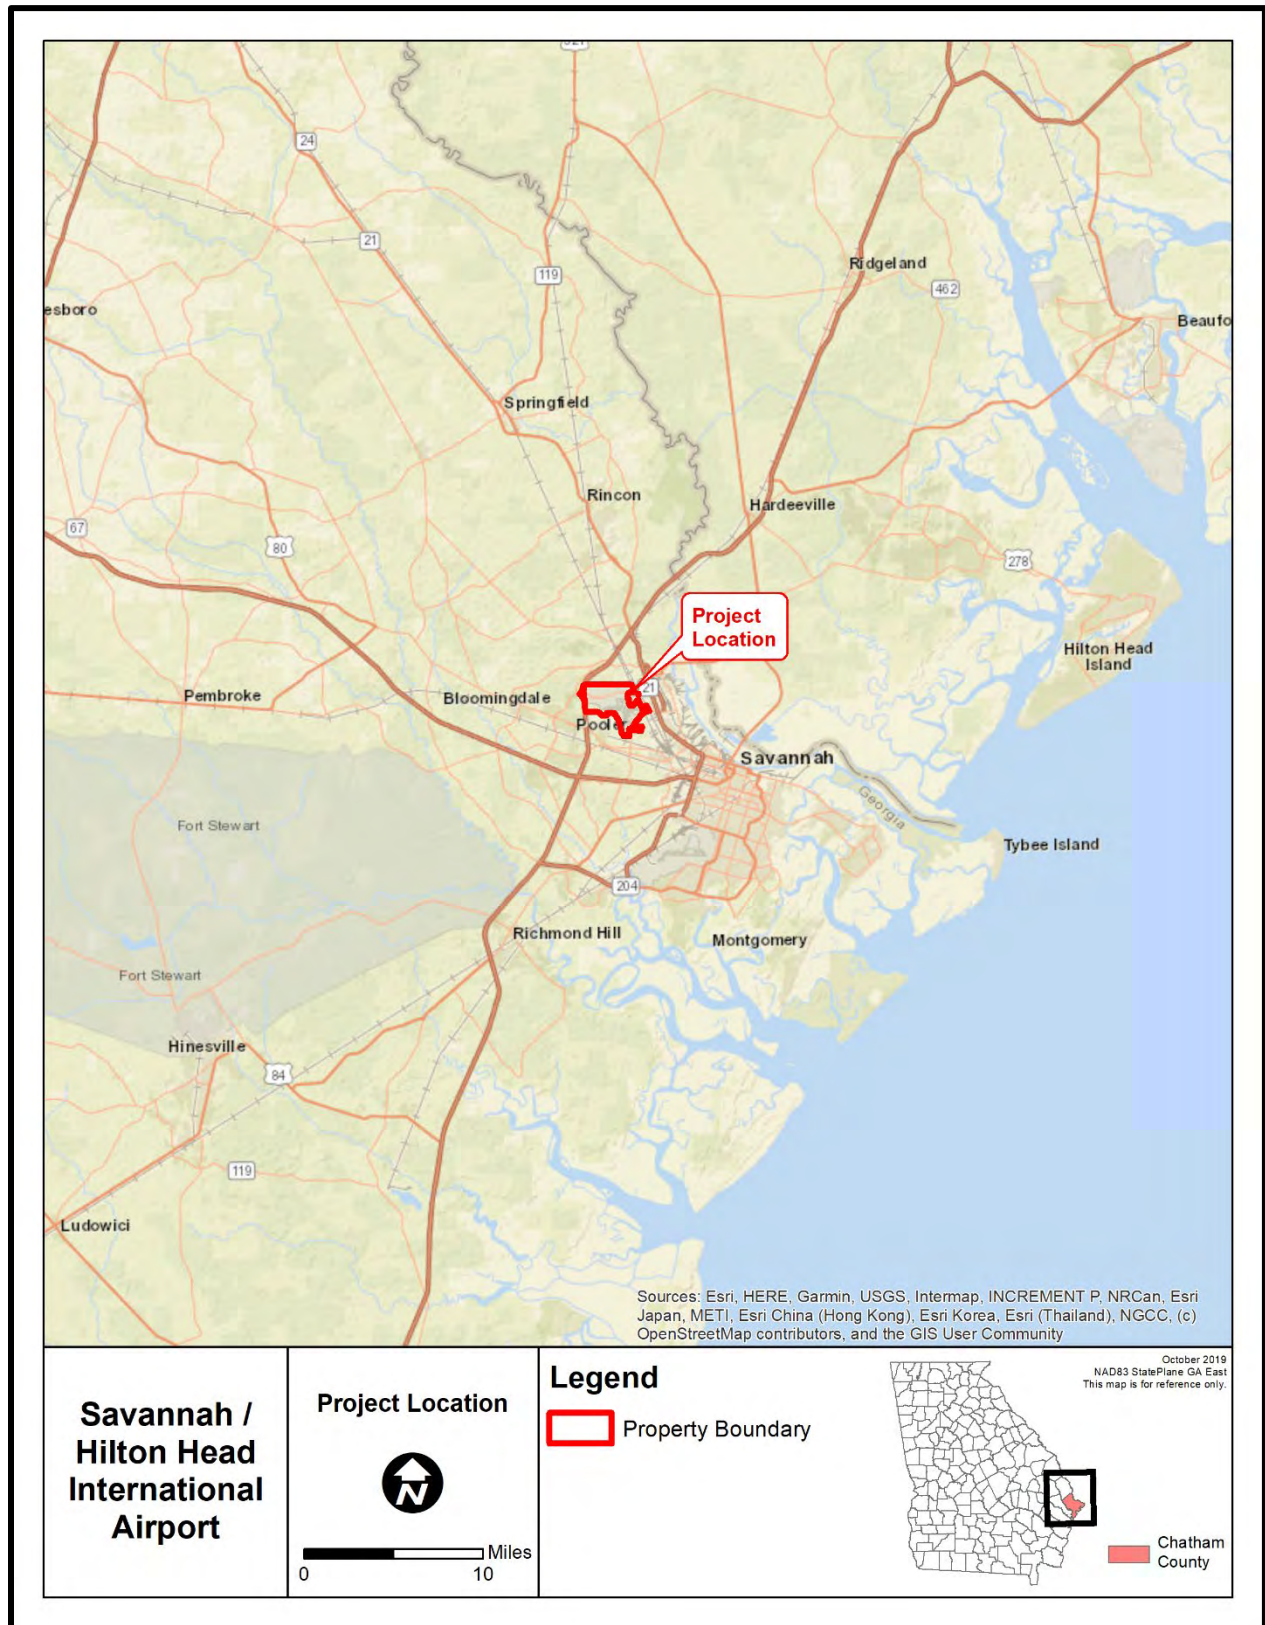 321
24
21
119
Ridgeland
462
esboro
Beaufo
Springfield
Rincon
Hardeeville
67
80
278
Project
Location
Hilton Head
Island
21
Pembroke
Bloomingdale
Pooler
Savannah
Georgia
Fort Stewart
Tybee Island
204
Richmond Hill
Montgomery
Fort Stewart
Hinesville
84
119
Ludowici
Sources: Esri, HERE, Garmin, USGS, Intermap, INCREMENT P, NRCan, Esri
Japan, METI, Esri China (Hong Kong), Esri Korea, Esri (Thailand), NGCC, (c)
OpenStreetMap contributors, and the GIS User Community
Savannah /
Hilton Head
International
Airport
Project Location
N
Miles
0 10
Legend
Property Boundary
October 2019
NAD83 StatePlane GA East
This map is for reference only.
Chatham
County